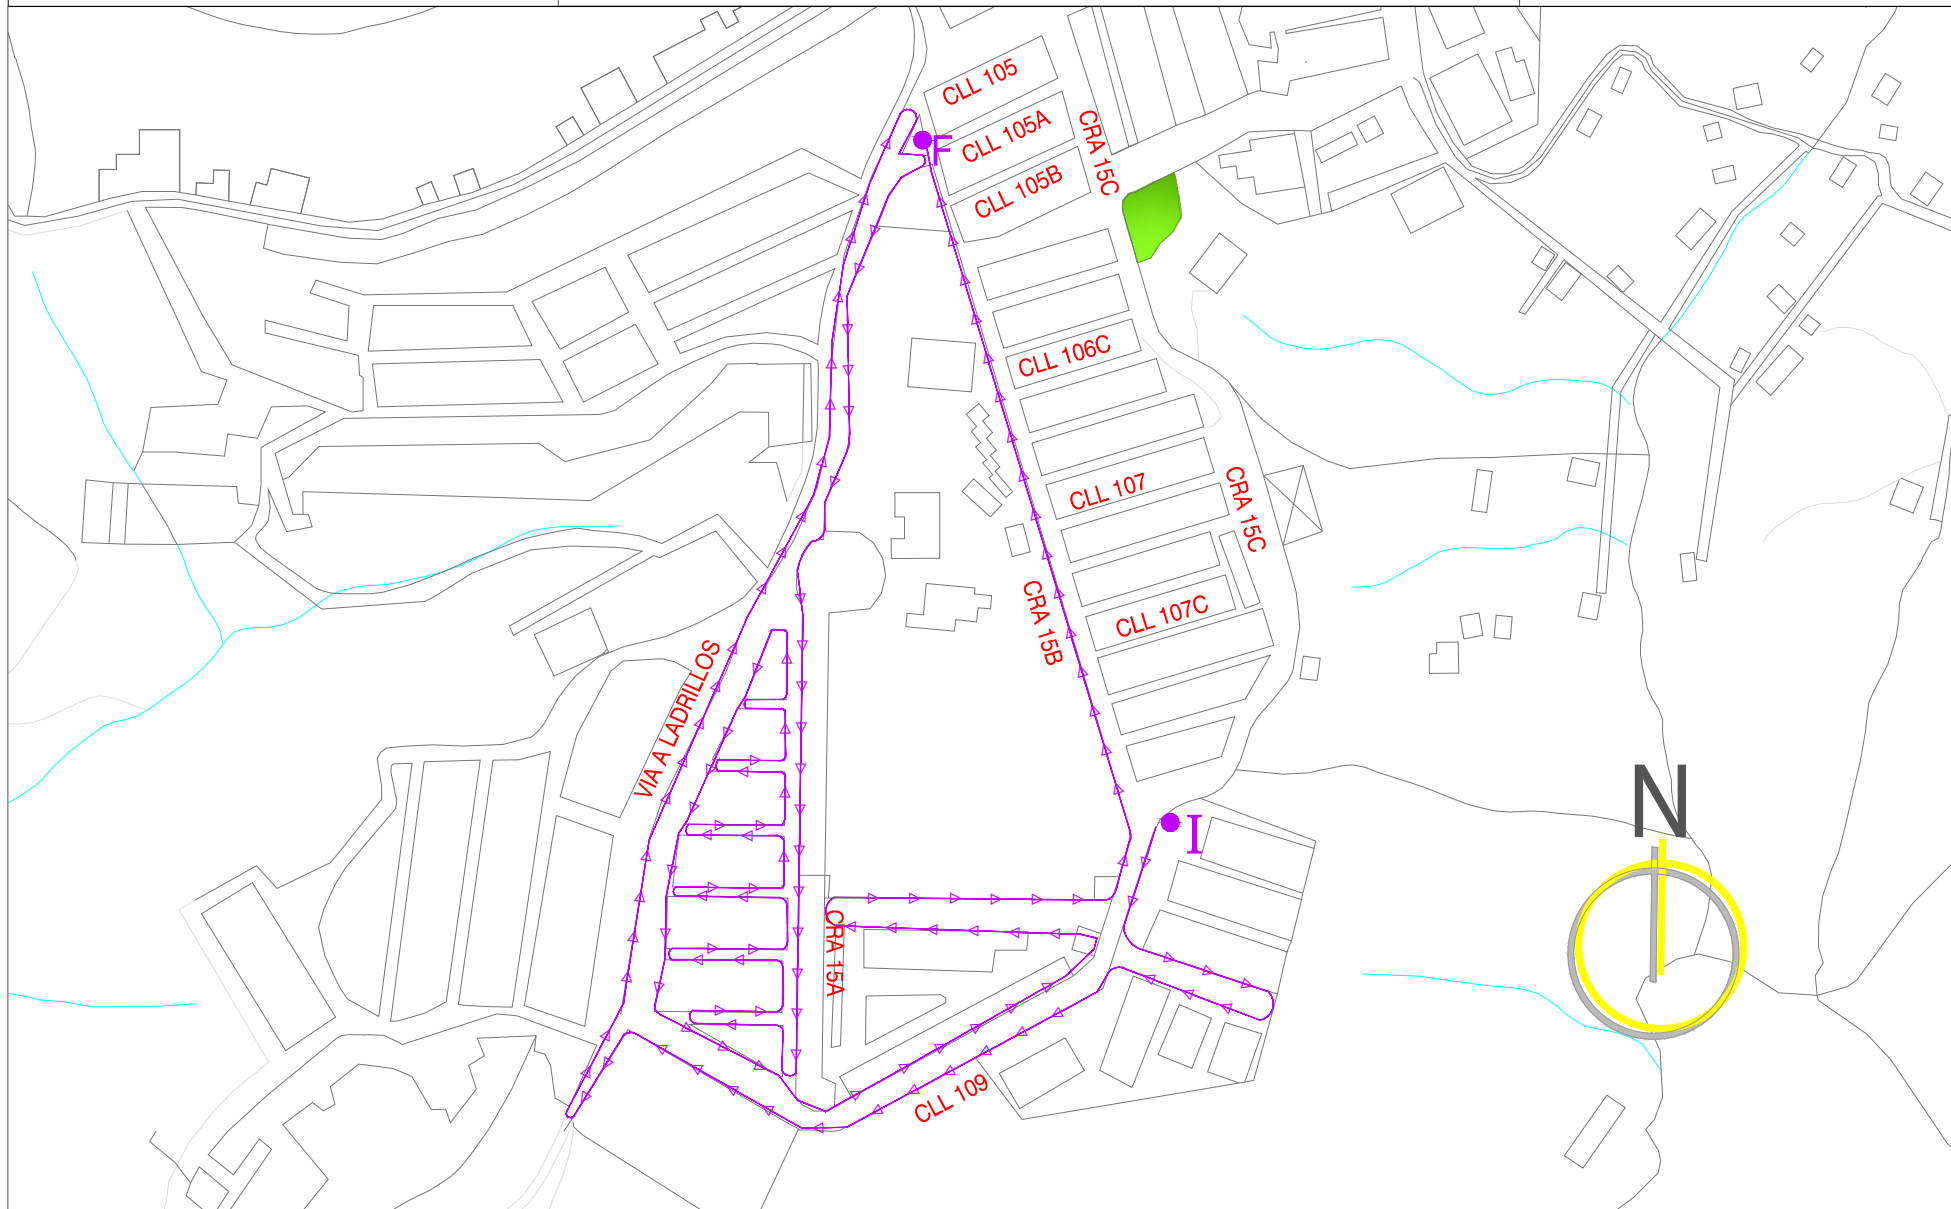 CLL 105
CLL 105A
CRA 15C
F
CLL 105B
CLL 106C
CLL 107
CRA 15C
CLL 107C
CRA 15B
VIA A LADRILLOS
N
I
CRA 15A
CLL 109